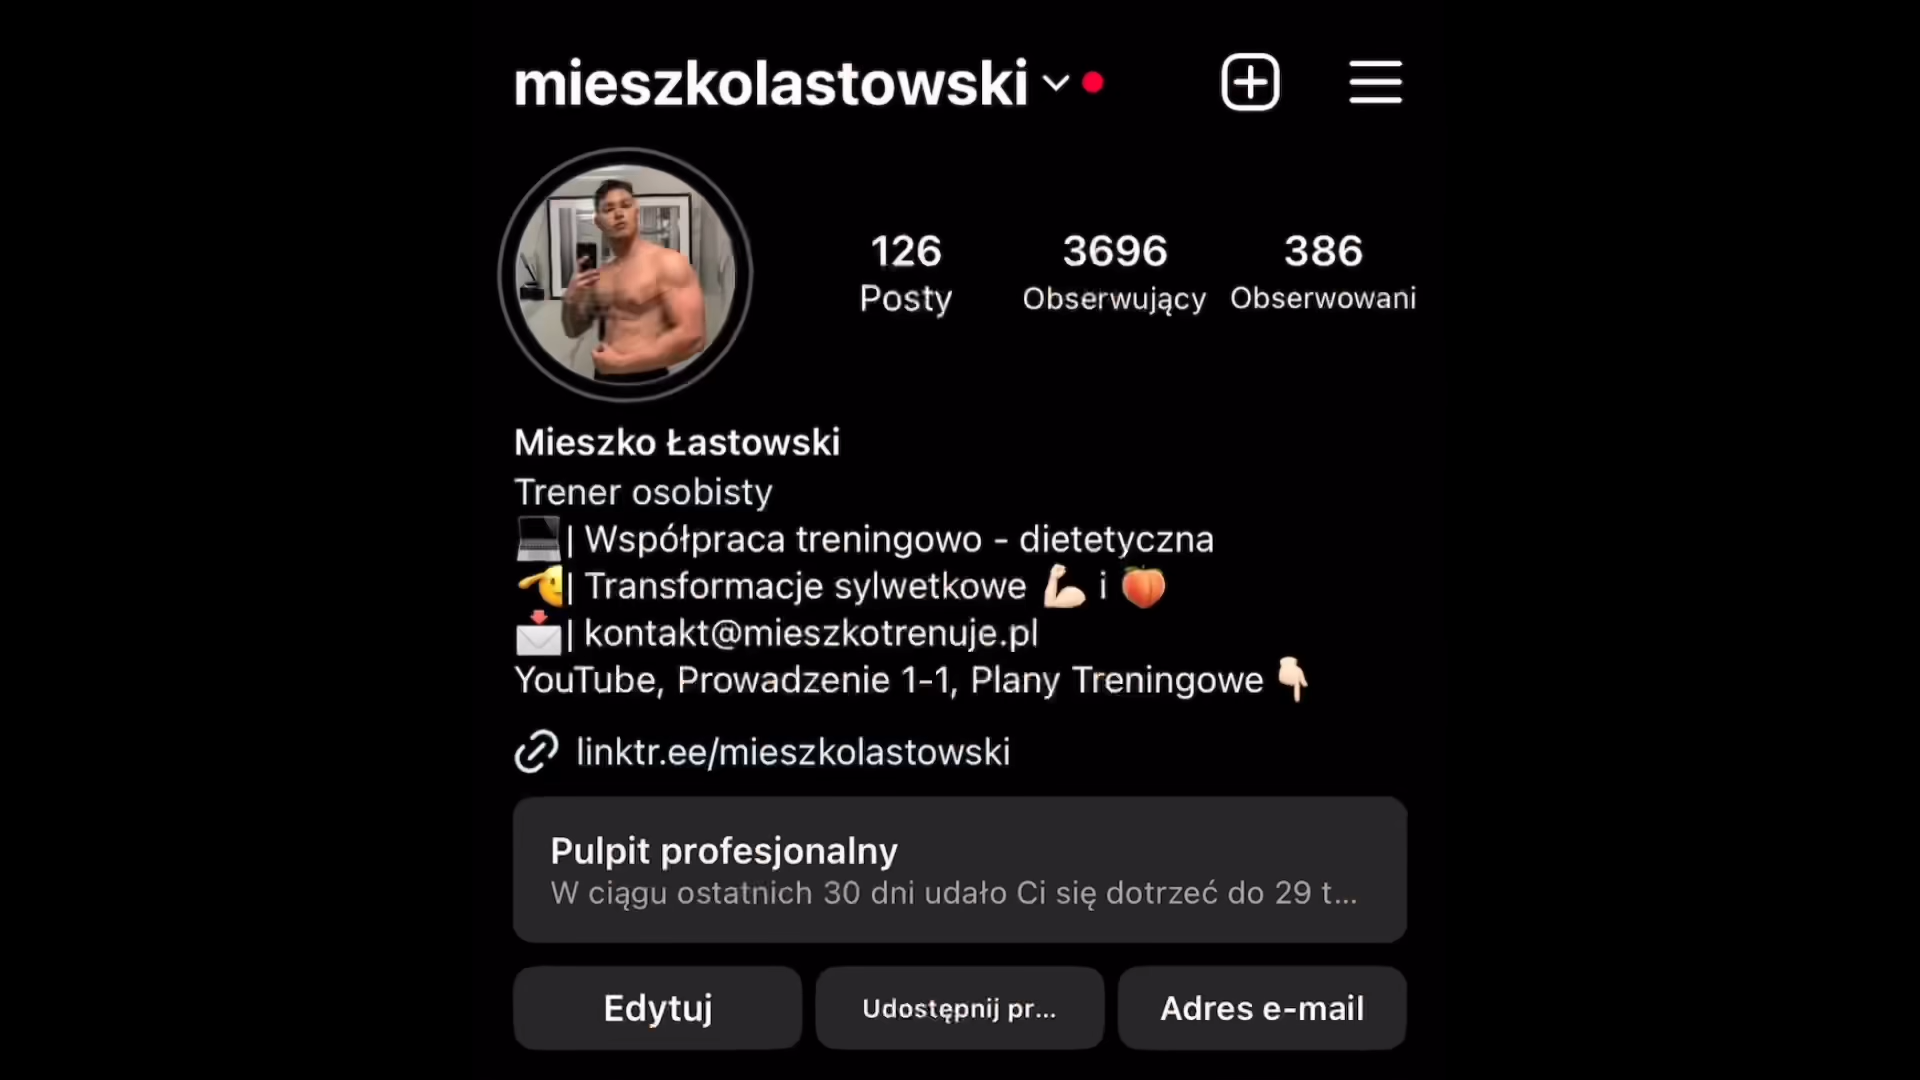 mieszkolastowski
126
3696
386
Posty
Obserwujący
Obserwowani
Mieszko Łastowski
Trener osobisty
💻| Współpraca treningowo - dietetyczna
🫲| Transformacje sylwetkowe 💪🏻 i 🍑
📩| kontakt@mieszkotrenuje.pl
YouTube, Prowadzenie 1-1, Plany Treningowe 👇🏻
linktr.ee/mieszkolastowski
Pulpit profesjonalny
W ciągu ostatnich 30 dni udało Ci się dotrzeć do 29 t...
Edytuj
Udostępnij pr...
Adres e-mail